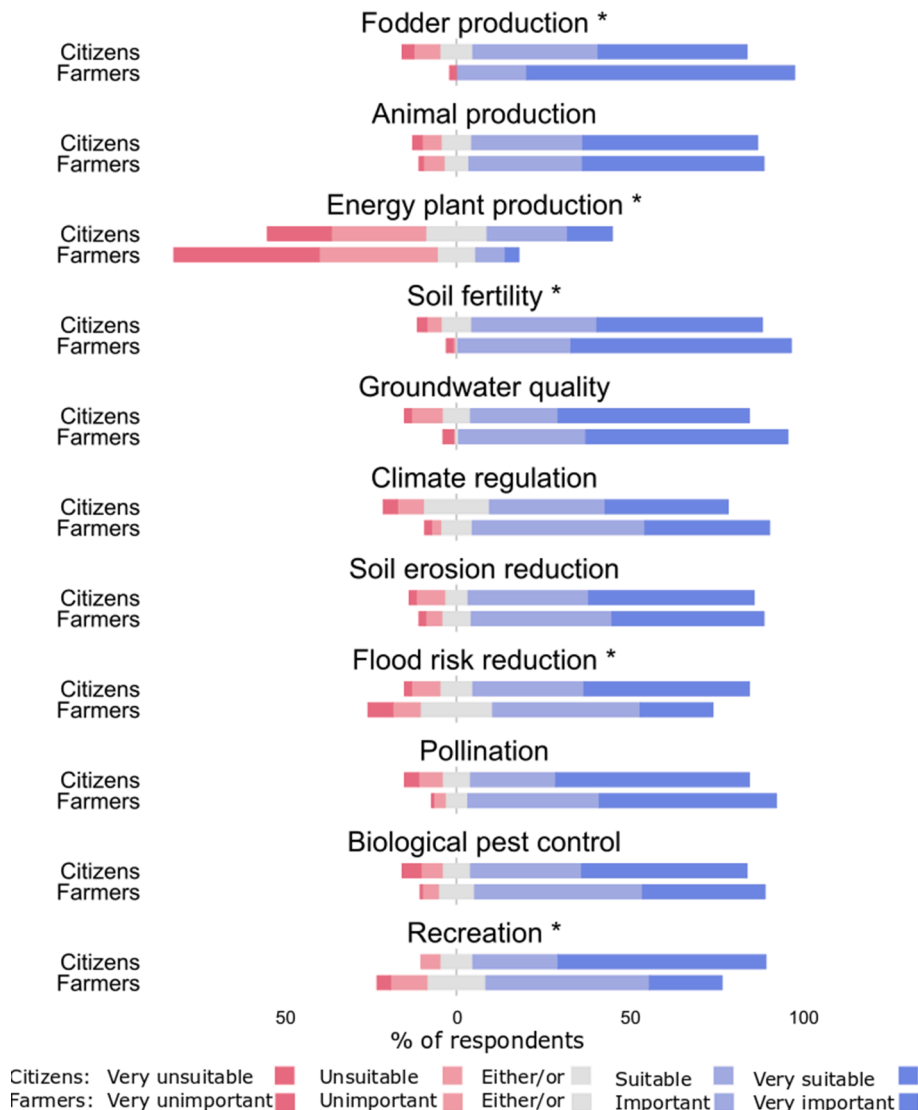 Fodder production *
Citizens
Farmers
Animal production
Citizens
Farmers
Energy plant production *
Citizens
Farmers
Soil fertility *
Citizens
Farmers
Groundwater quality
Citizens
Farmers
Climate regulation
Citizens
Farmers
Soil erosion reduction
Citizens
Farmers
Flood risk reduction *
Citizens
Farmers
Pollination
Citizens
Farmers
Biological pest control
Citizens
Farmers
Recreation *
Citizens
Farmers
50 0 50 100
% of respondents
Citizens: Very unsuitable Unsuitable Either/or Suitable Very suitable
Farmers: Very unimportant Unimportant Either/or Important Very important